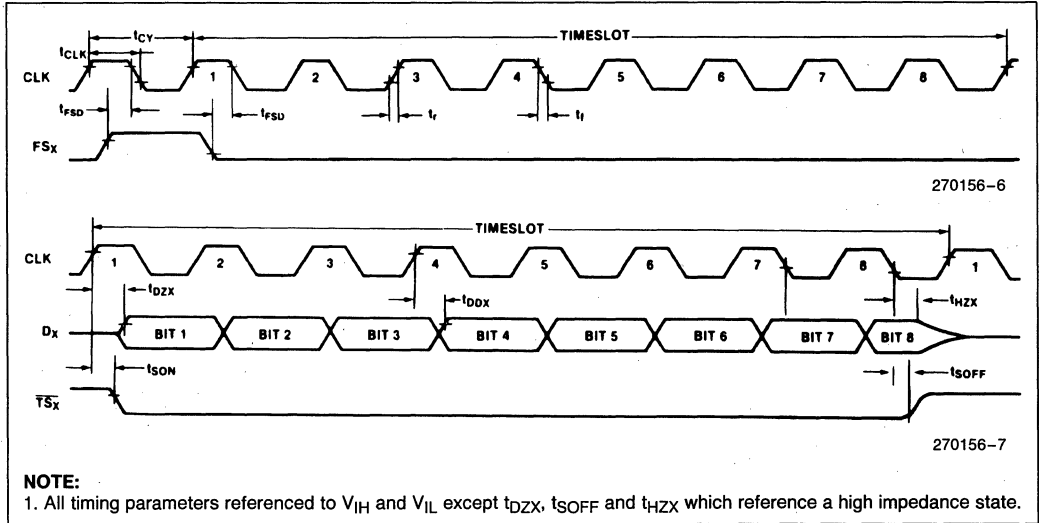 tCY
TIMESLOT
tCLK
CLK
1 2 3 4 5 6 7 8
tFSD
tFSD
tr
tf
FSX
270156–6
TIMESLOT
CLK
1 2 3 4 5 6 7 8 1
tDZX
tDDX
tHZX
DX
BIT 1 BIT 2 BIT 3 BIT 4 BIT 5 BIT 6 BIT 7 BIT 8
tSON
tSOFF
T̅S̅X̅
270156–7
NOTE:
1. All timing parameters referenced to VIH and VIL except tDZX, tSOFF and tHZX which reference a high impedance state.